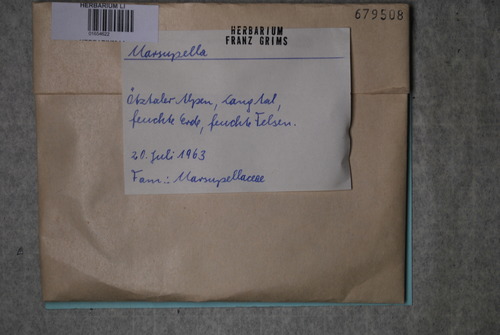 HERBARIUM LI
679508
HERBARIUM
FRANZ GRIMS
Marsupella
Ötztaler Alpen, Langtal,
feuchte Erde, feuchte Felsen.
20. Juli 1963
Fam.: Marsupellaceae